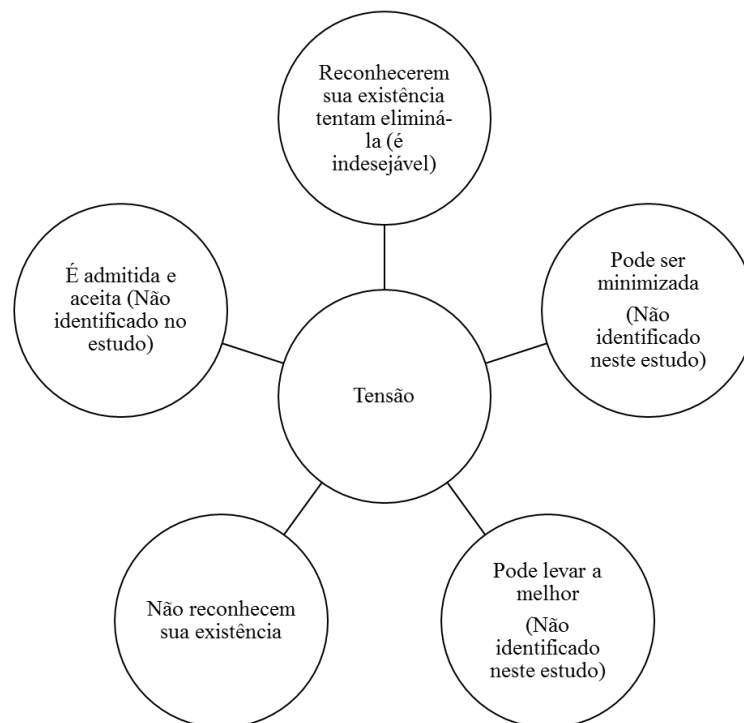 Reconhecerem
sua existência
tentam eliminá-
la (é
indesejável)
É admitida e
aceita (Não
identificado no
estudo)
Pode ser
minimizada
(Não
identificado
neste estudo)
Tensão
Não reconhecem
sua existência
Pode levar a
melhor
(Não
identificado
neste estudo)